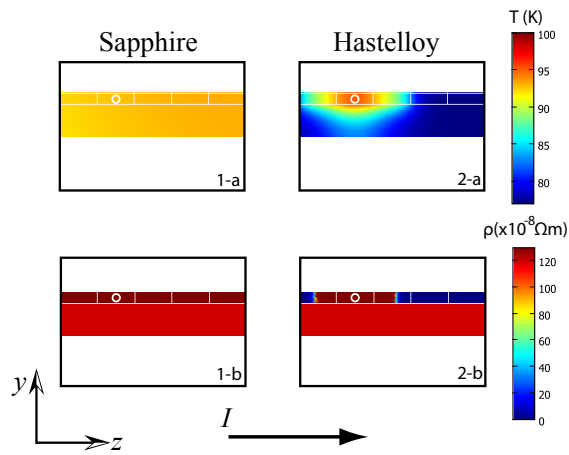 Sapphire
Hastelloy
T (K)
100
95
90
85
80
1-a
2-a
ρ(x10⁻⁸Ωm)
120
100
80
60
40
20
0
1-b
2-b
y
z
I